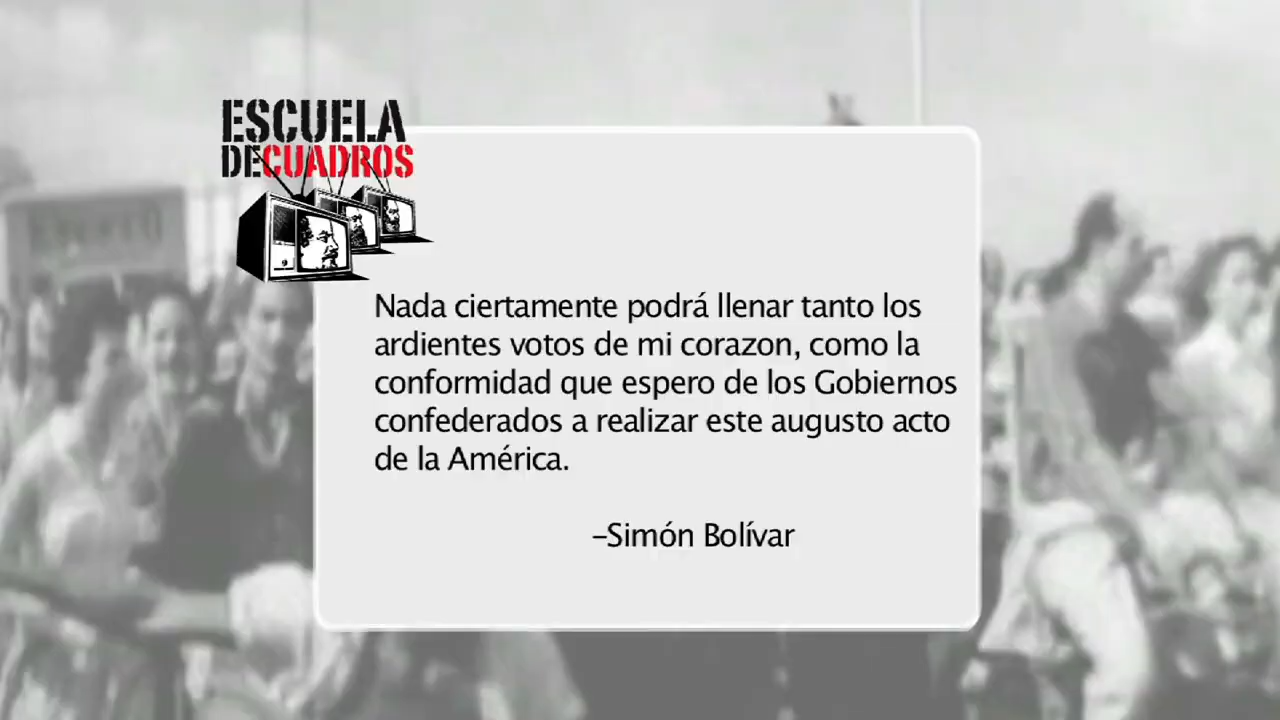 ESCUELA
DECUADROS
Nada ciertamente podrá llenar tanto los
ardientes votos de mi corazon, como la
conformidad que espero de los Gobiernos
confederados a realizar este augusto acto
de la América.
–Simón Bolívar